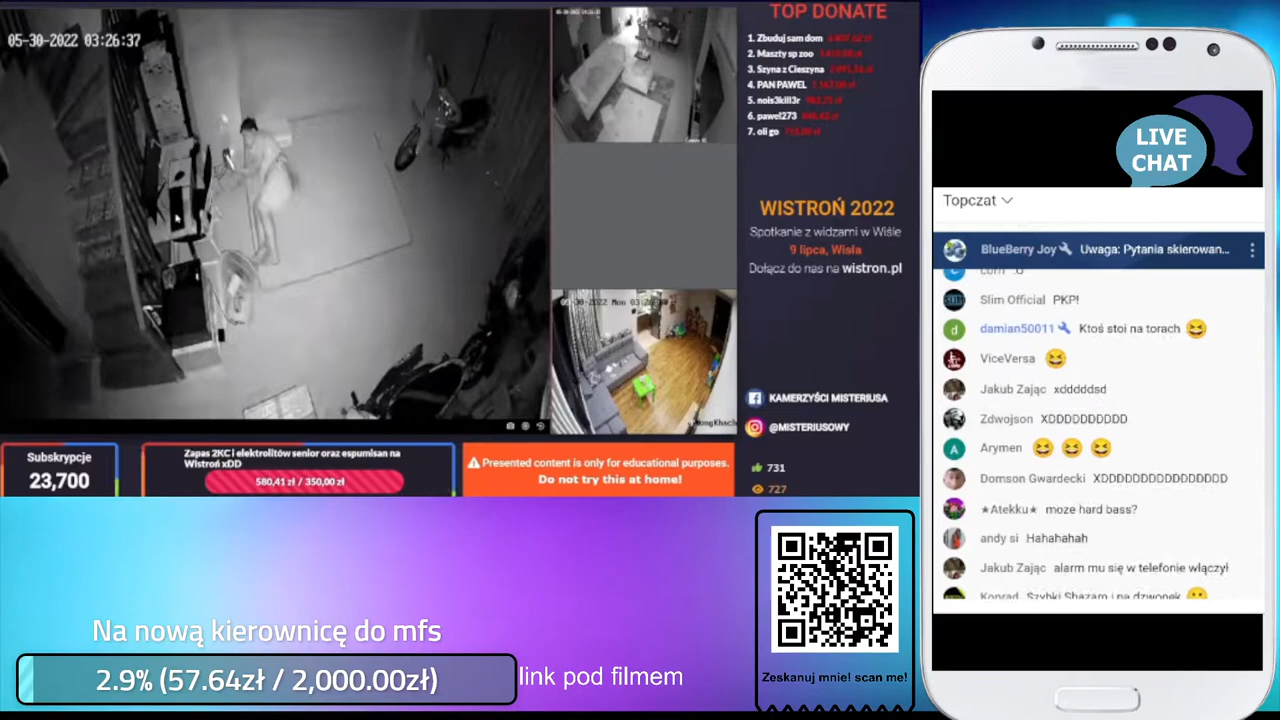 05-30-2022 03:26:37
TOP DONATE
1. Zbuduj sam dom
2. Maszty sp zoo
3. Szyna z Cieszyna
4. PAN PAWEL
5. nois3kill3r
6. pawel273
7. oli go
WISTROŃ 2022
Spotkanie z widzami w Wiśle
9 lipca, Wisła
Dołącz do nas na wistron.pl
KAMERZYŚCI MISTERIUSA
@MISTERIUSOWY
731
727
Subskrypcje
23,700
Zapas 2KC i elektrolitów senior oraz espumisan na
Wistroń xDD
580,41 zł / 350,00 zł
Presented content is only for educational purposes.
Do not try this at home!
Na nową kierownicę do mfs
2.9% (57.64zł / 2,000.00zł)
link pod filmem
Zeskanuj mnie! scan me!
LIVE
CHAT
Topczat
BlueBerry Joy Uwaga: Pytania skierowan...
Slim Official PKP!
damian50011 Ktoś stoi na torach
ViceVersa
Jakub Zając xdddddsd
Zdwojson XDDDDDDDDDD
Arymen
Domson Gwardecki XDDDDDDDDDDDDDDDD
★Atekku★ moze hard bass?
andy si Hahahahah
Jakub Zając alarm mu się w telefonie włączył
Konrad Szybki Shazam i na dzwonek